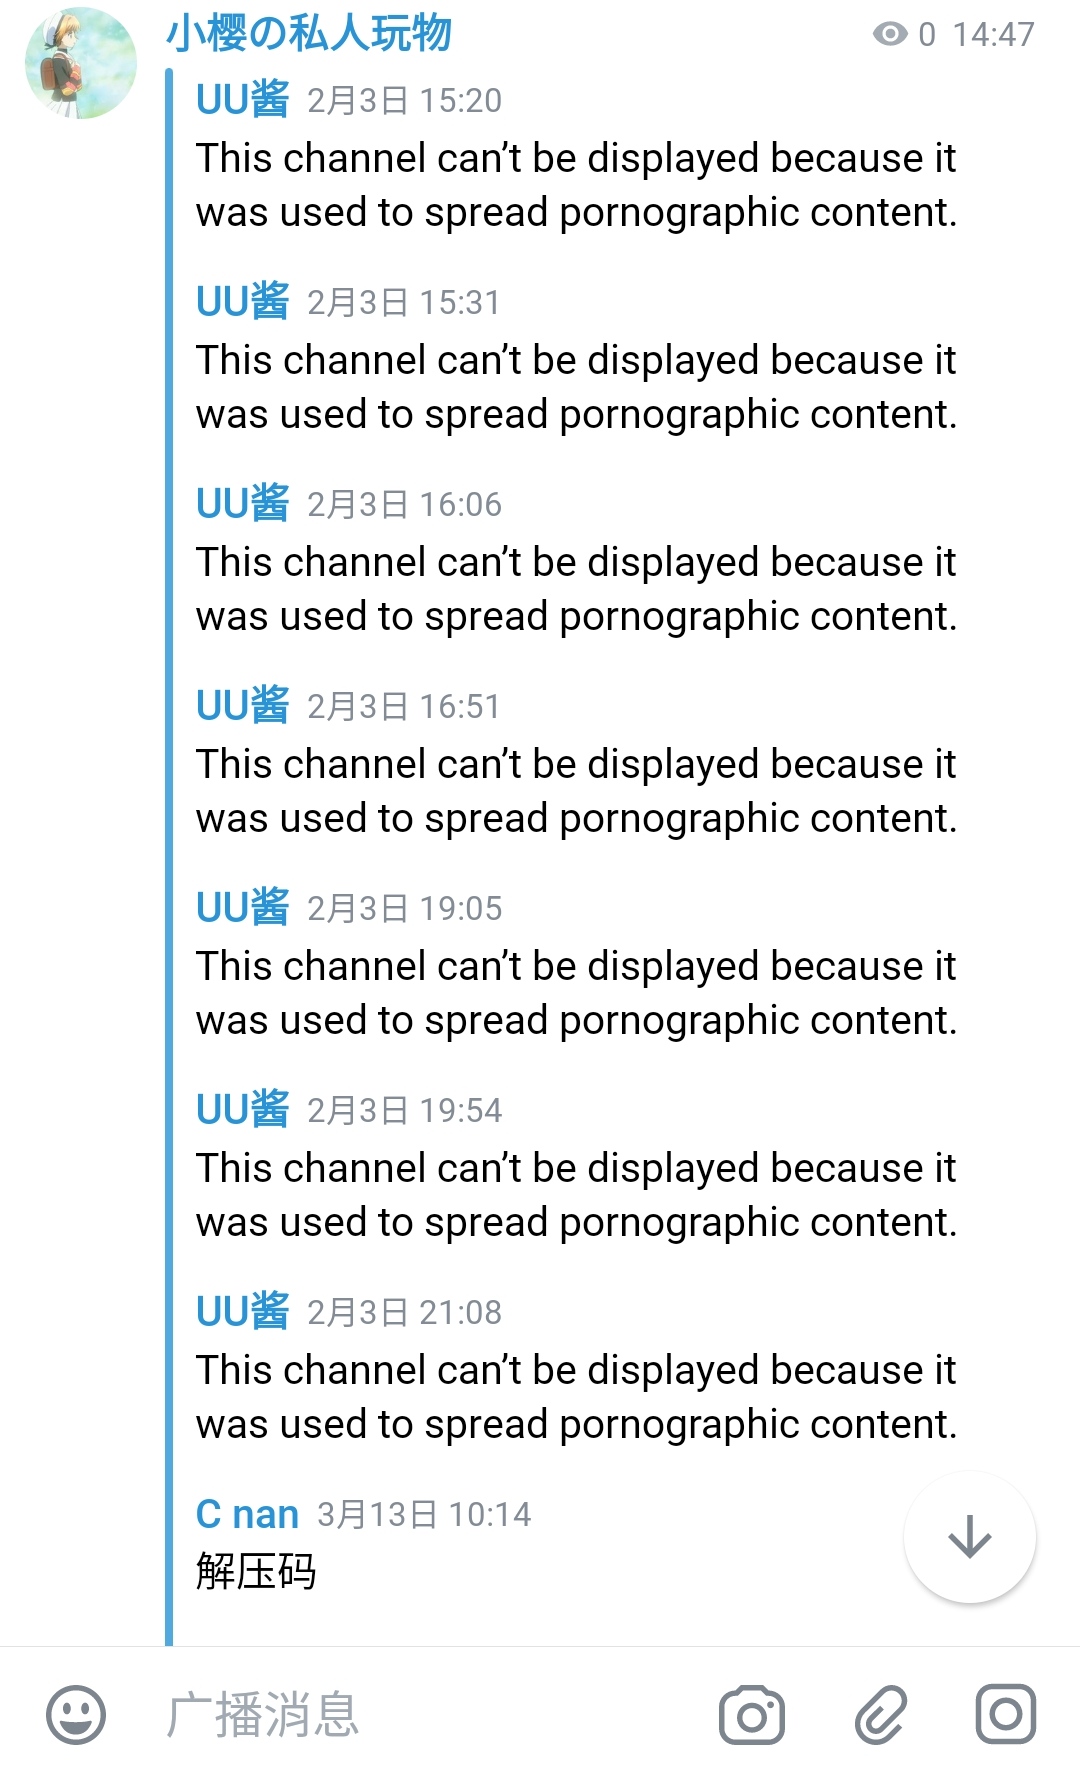 小樱の私人玩物 0 14:47
UU酱 2月3日 15:20
This channel can’t be displayed because it
was used to spread pornographic content.
UU酱 2月3日 15:31
This channel can’t be displayed because it
was used to spread pornographic content.
UU酱 2月3日 16:06
This channel can’t be displayed because it
was used to spread pornographic content.
UU酱 2月3日 16:51
This channel can’t be displayed because it
was used to spread pornographic content.
UU酱 2月3日 19:05
This channel can’t be displayed because it
was used to spread pornographic content.
UU酱 2月3日 19:54
This channel can’t be displayed because it
was used to spread pornographic content.
UU酱 2月3日 21:08
This channel can’t be displayed because it
was used to spread pornographic content.
C nan 3月13日 10:14
解压码
广播消息